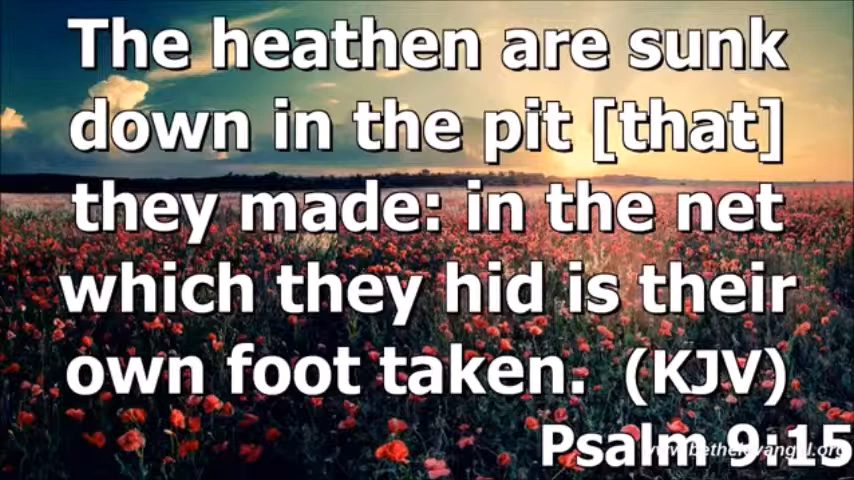 The heathen are sunk
down in the pit [that]
they made: in the net
which they hid is their
own foot taken. (KJV)
Psalm 9:15